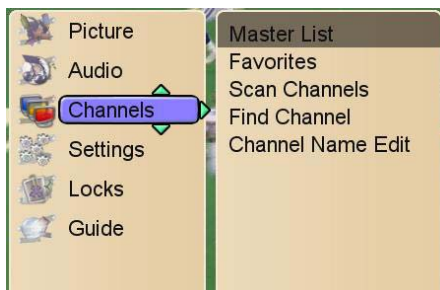 Picture
Audio
Channels
Settings
Locks
Guide
Master List
Favorites
Scan Channels
Find Channel
Channel Name Edit